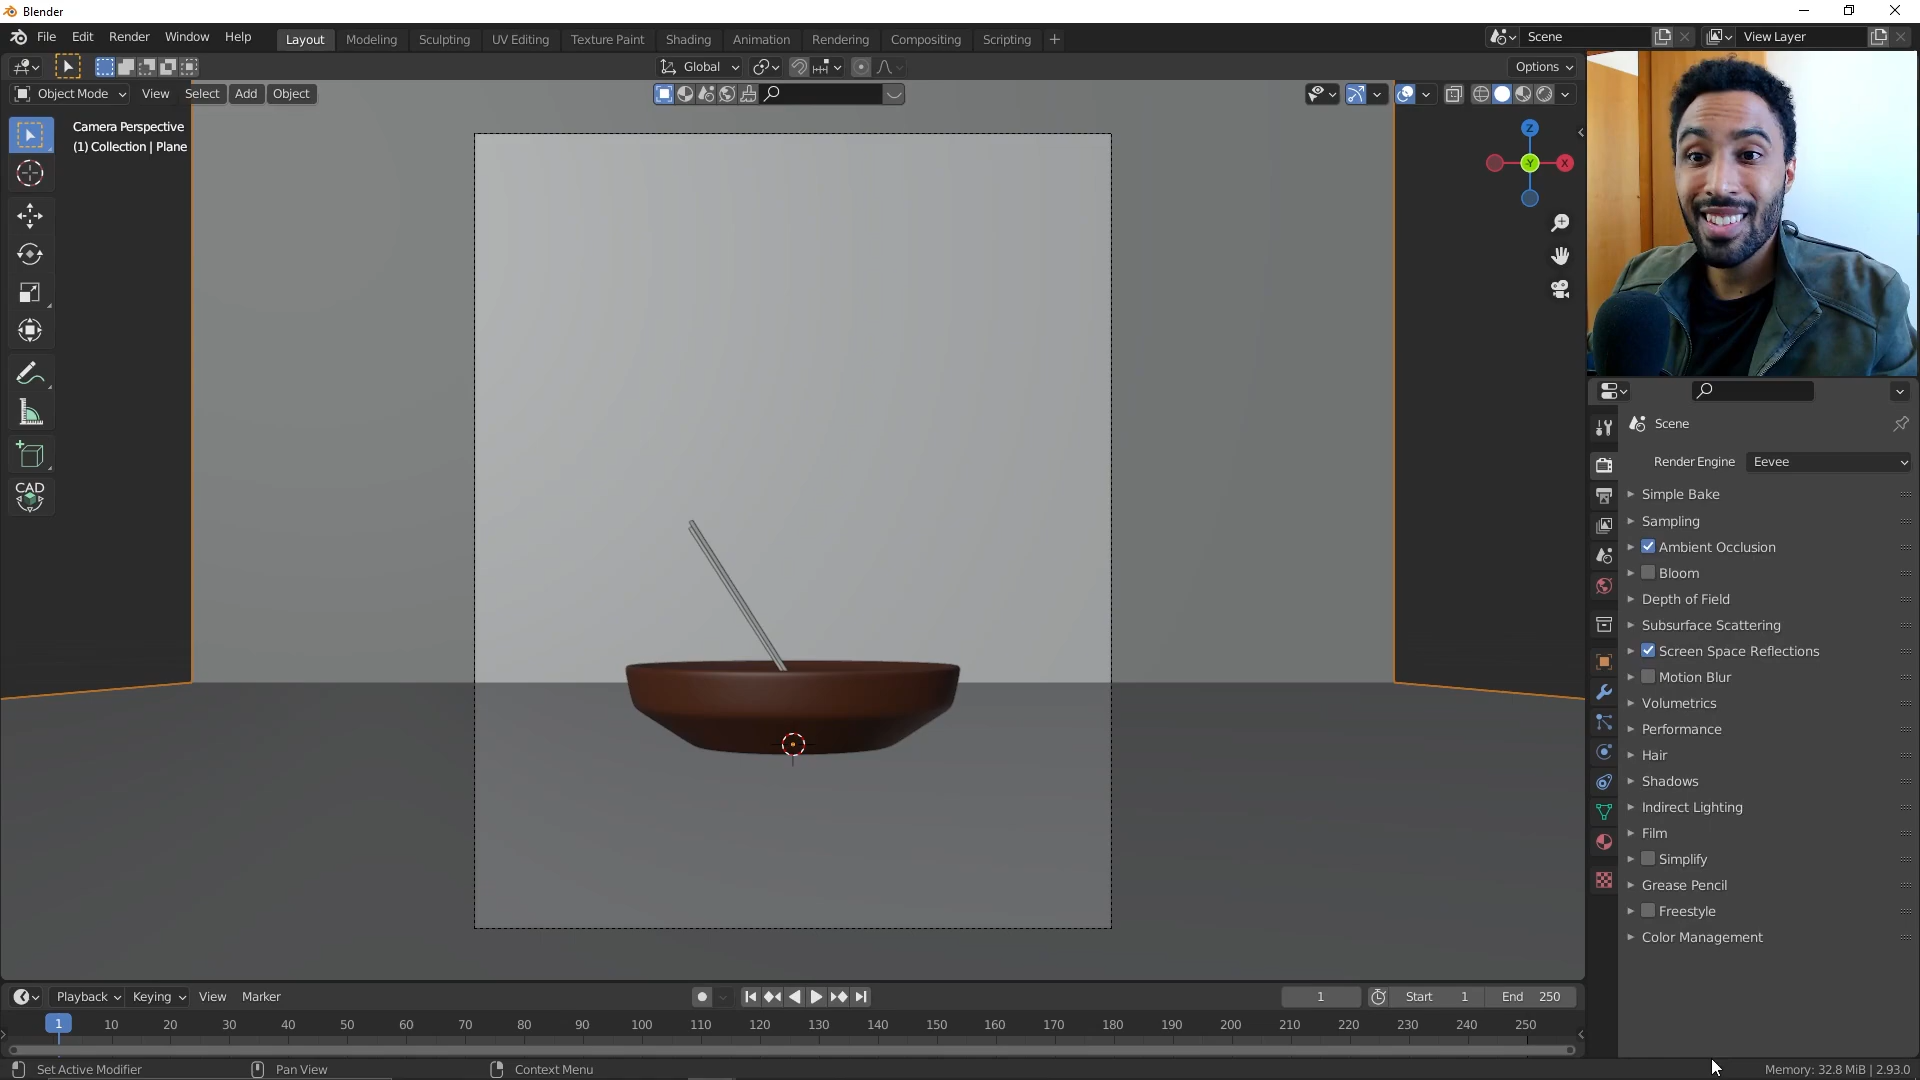 Blender
File Edit Render Window Help Layout Modeling Sculpting UV Editing Texture Paint Shading Animation Rendering Compositing Scripting + Scene View Layer
Global Options
Object Mode View Select Add Object
Camera Perspective
(1) Collection | Plane
Z
Y
X
CAD
Scene
Render Engine Eevee
Simple Bake
Sampling
Ambient Occlusion
Bloom
Depth of Field
Subsurface Scattering
Screen Space Reflections
Motion Blur
Volumetrics
Performance
Hair
Shadows
Indirect Lighting
Film
Simplify
Grease Pencil
Freestyle
Color Management
Playback Keying View Marker 1 Start 1 End 250
1 10 20 30 40 50 60 70 80 90 100 110 120 130 140 150 160 170 180 190 200 210 220 230 240 250
Set Active Modifier Pan View Context Menu Memory: 32.8 MiB | 2.93.0